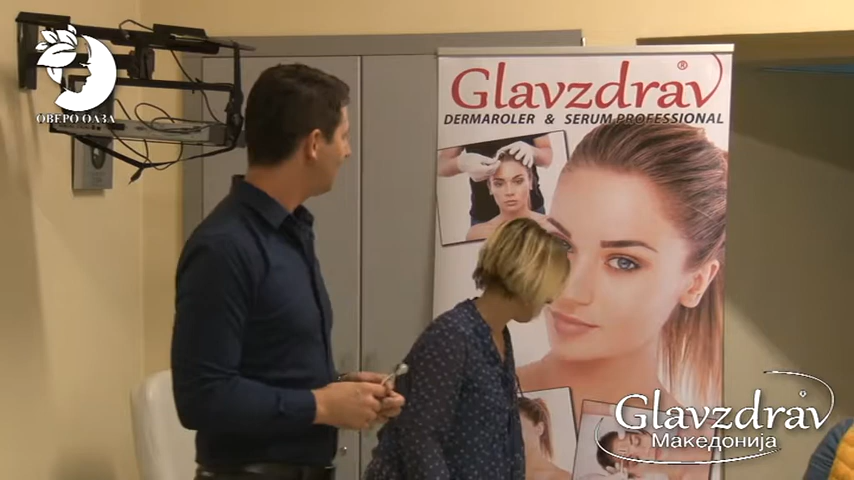 ОВЕРО ОАЗА
Glavzdrav®
DERMAROLER & SERUM PROFESSIONAL
Glavzdrav®
Македонија